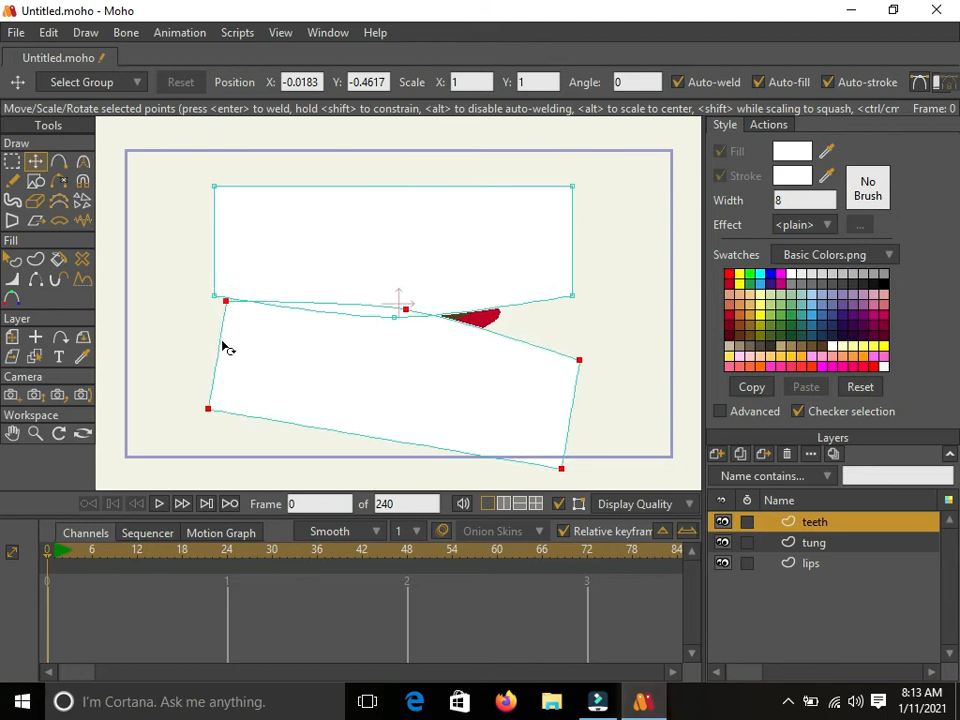 Untitled.moho - Moho
File Edit Draw Bone Animation Scripts View Window Help
Untitled.moho
Select Group Reset Position X: -0.0183 Y: -0.4617 Scale X: 1 Y: 1 Angle: 0 Auto-weld Auto-fill Auto-stroke
Move/Scale/Rotate selected points (press <enter> to weld, hold <shift> to constrain, <alt> to disable auto-welding, <alt> to scale to center, <shift> while scaling to squash, <ctrl/cm Frame: 0
Tools
Draw
Fill
Layer
Camera
Workspace
Style Actions
Fill
Stroke
No
Brush
Width 8
Effect <plain> ...
Swatches Basic Colors.png
Copy Paste Reset
Advanced Checker selection
Layers
Name contains...
Name
teeth
tung
lips
Frame 0 of 240 Display Quality
Channels Sequencer Motion Graph Smooth 1 Onion Skins Relative keyfram
0 6 12 18 24 30 36 42 48 54 60 66 72 78 84
0 1 2 3
I'm Cortana. Ask me anything.
8:13 AM
1/11/2021